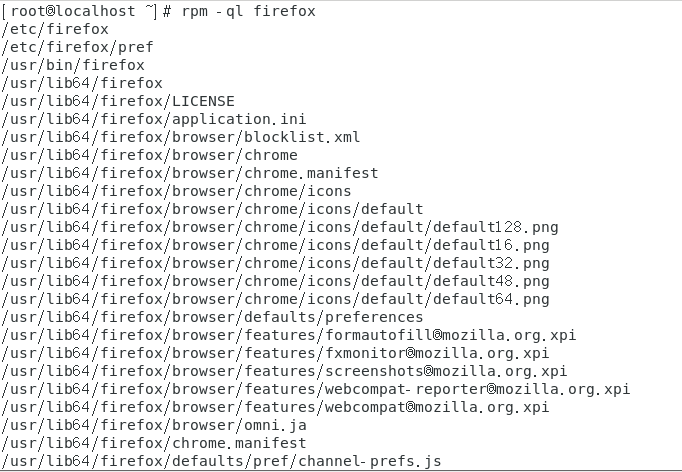 [root@localhost ~]# rpm -ql firefox
/etc/firefox
/etc/firefox/pref
/usr/bin/firefox
/usr/lib64/firefox
/usr/lib64/firefox/LICENSE
/usr/lib64/firefox/application.ini
/usr/lib64/firefox/browser/blocklist.xml
/usr/lib64/firefox/browser/chrome
/usr/lib64/firefox/browser/chrome.manifest
/usr/lib64/firefox/browser/chrome/icons
/usr/lib64/firefox/browser/chrome/icons/default
/usr/lib64/firefox/browser/chrome/icons/default/default128.png
/usr/lib64/firefox/browser/chrome/icons/default/default16.png
/usr/lib64/firefox/browser/chrome/icons/default/default32.png
/usr/lib64/firefox/browser/chrome/icons/default/default48.png
/usr/lib64/firefox/browser/chrome/icons/default/default64.png
/usr/lib64/firefox/browser/defaults/preferences
/usr/lib64/firefox/browser/features/formautofill@mozilla.org.xpi
/usr/lib64/firefox/browser/features/fxmonitor@mozilla.org.xpi
/usr/lib64/firefox/browser/features/screenshots@mozilla.org.xpi
/usr/lib64/firefox/browser/features/webcompat-reporter@mozilla.org.xpi
/usr/lib64/firefox/browser/features/webcompat@mozilla.org.xpi
/usr/lib64/firefox/browser/omni.ja
/usr/lib64/firefox/chrome.manifest
/usr/lib64/firefox/defaults/pref/channel-prefs.js